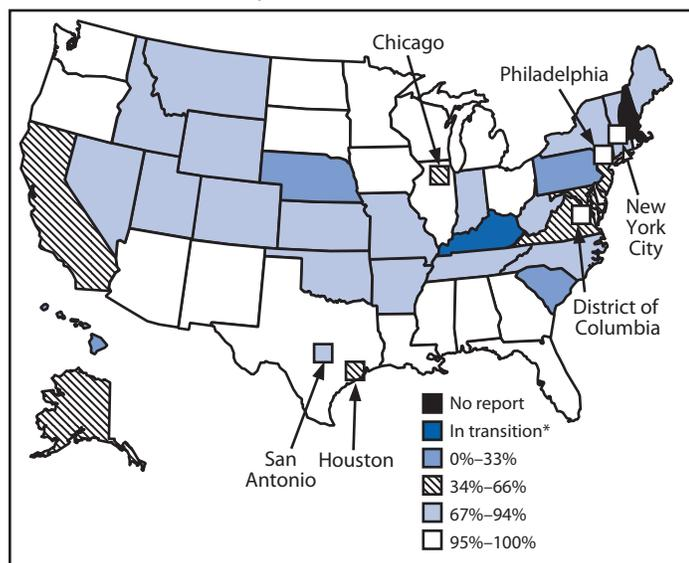 Chicago
Philadelphia
New
York
City
District of
Columbia
San
Antonio
Houston
No report
In transition*
0%–33%
34%–66%
67%–94%
95%–100%